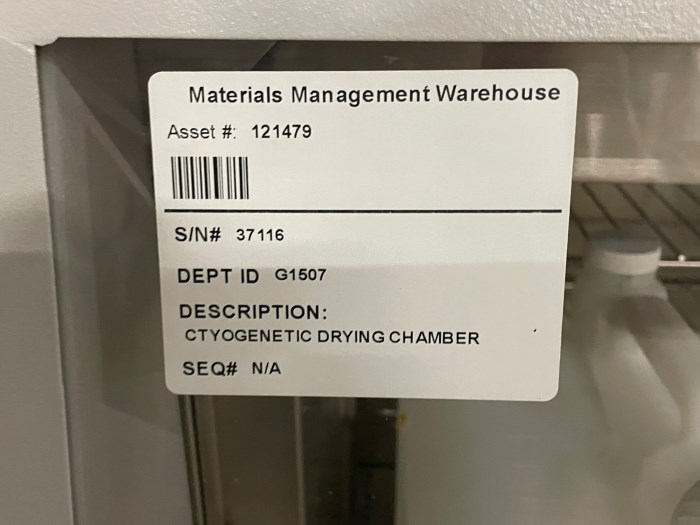 Materials Management Warehouse
Asset #: 121479
S/N# 37116
DEPT ID G1507
DESCRIPTION:
CTYOGENETIC DRYING CHAMBER
SEQ# N/A